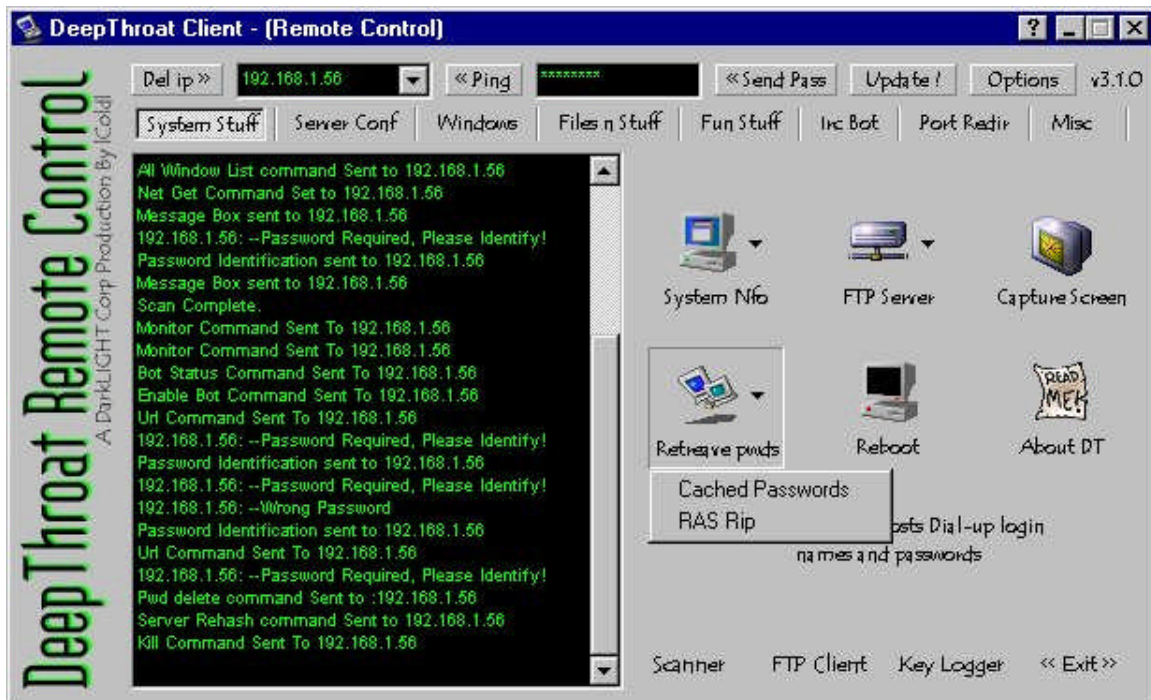 DeepThroat Client - (Remote Control)
Del ip »
192.168.1.56
« Ping
********
« Send Pass
Update !
Options
v3.1.0
System Stuff
Server Conf
Windows
Files n Stuff
Fun Stuff
Irc Bot
Port Redir
Misc
DeepThroat Remote Control
A DarkLIGHT Corp Production By
All Window List command Sent to 192.168.1.56
Net Get Command Set to 192.168.1.56
Message Box sent to 192.168.1.56
192.168.1.56: --Password Required, Please Identify!
Password Identification sent to 192.168.1.56
Message Box sent to 192.168.1.56
Scan Complete.
Monitor Command Sent To 192.168.1.56
Monitor Command Sent To 192.168.1.56
Bot Status Command Sent To 192.168.1.56
Enable Bot Command Sent To 192.168.1.56
Url Command Sent To 192.168.1.56
192.168.1.56: --Password Required, Please Identify!
Password Identification sent to 192.168.1.56
192.168.1.56: --Password Required, Please Identify!
192.168.1.56: --Wrong Password
Password Identification sent to 192.168.1.56
Url Command Sent To 192.168.1.56
192.168.1.56: --Password Required, Please Identify!
Pwd delete command Sent to :192.168.1.56
Server Rehash command Sent to 192.168.1.56
Kill Command Sent To 192.168.1.56
System Nfo
FTP Server
Capture Screen
Retreave pwds
Reboot
READ
ME!
About DT
Cached Passwords
RAS Rip
Dial-up login
names and passwords
Scanner
FTP Client
Key Logger
« Exit »